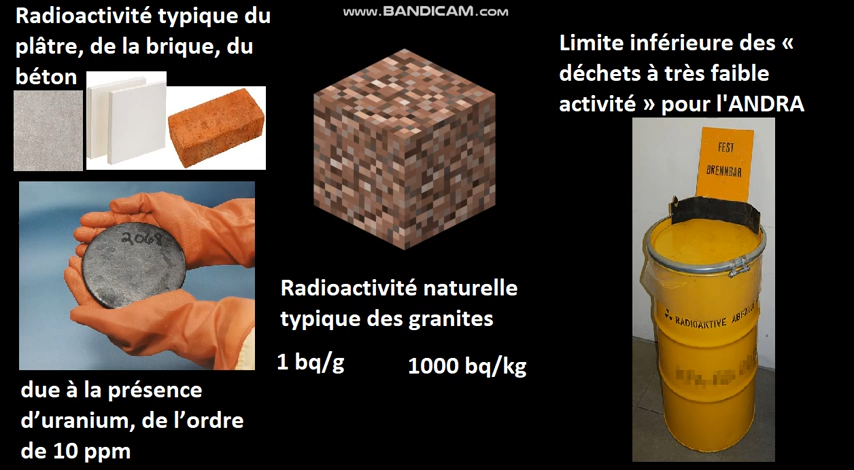 Radioactivité typique du
plâtre, de la brique, du
béton
www.BANDICAM.com
Limite inférieure des «
déchets à très faible
activité » pour l'ANDRA
FEST
BRENNBAR
2068
RADIOAKTIVE
Radioactivité naturelle
typique des granites
1 bq/g
1000 bq/kg
due à la présence
d’uranium, de l’ordre
de 10 ppm